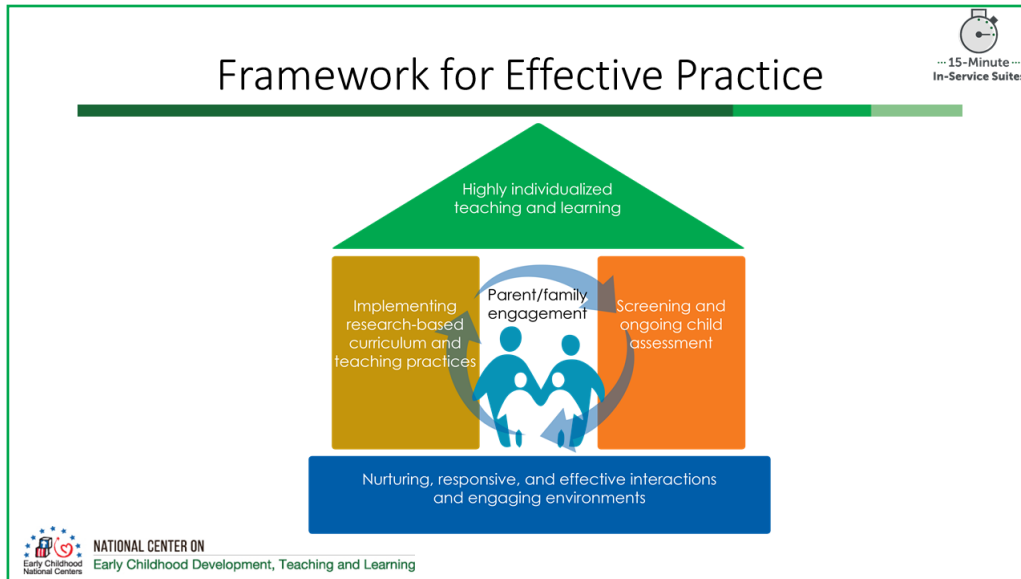 Framework for Effective Practice
15-Minute
In-Service Suites
Highly individualized
teaching and learning
Implementing
research-based
curriculum and
teaching practices
Parent/family
engagement
Screening and
ongoing child
assessment
Nurturing, responsive, and effective interactions
and engaging environments
Early Childhood
National Centers
NATIONAL CENTER ON
Early Childhood Development, Teaching and Learning